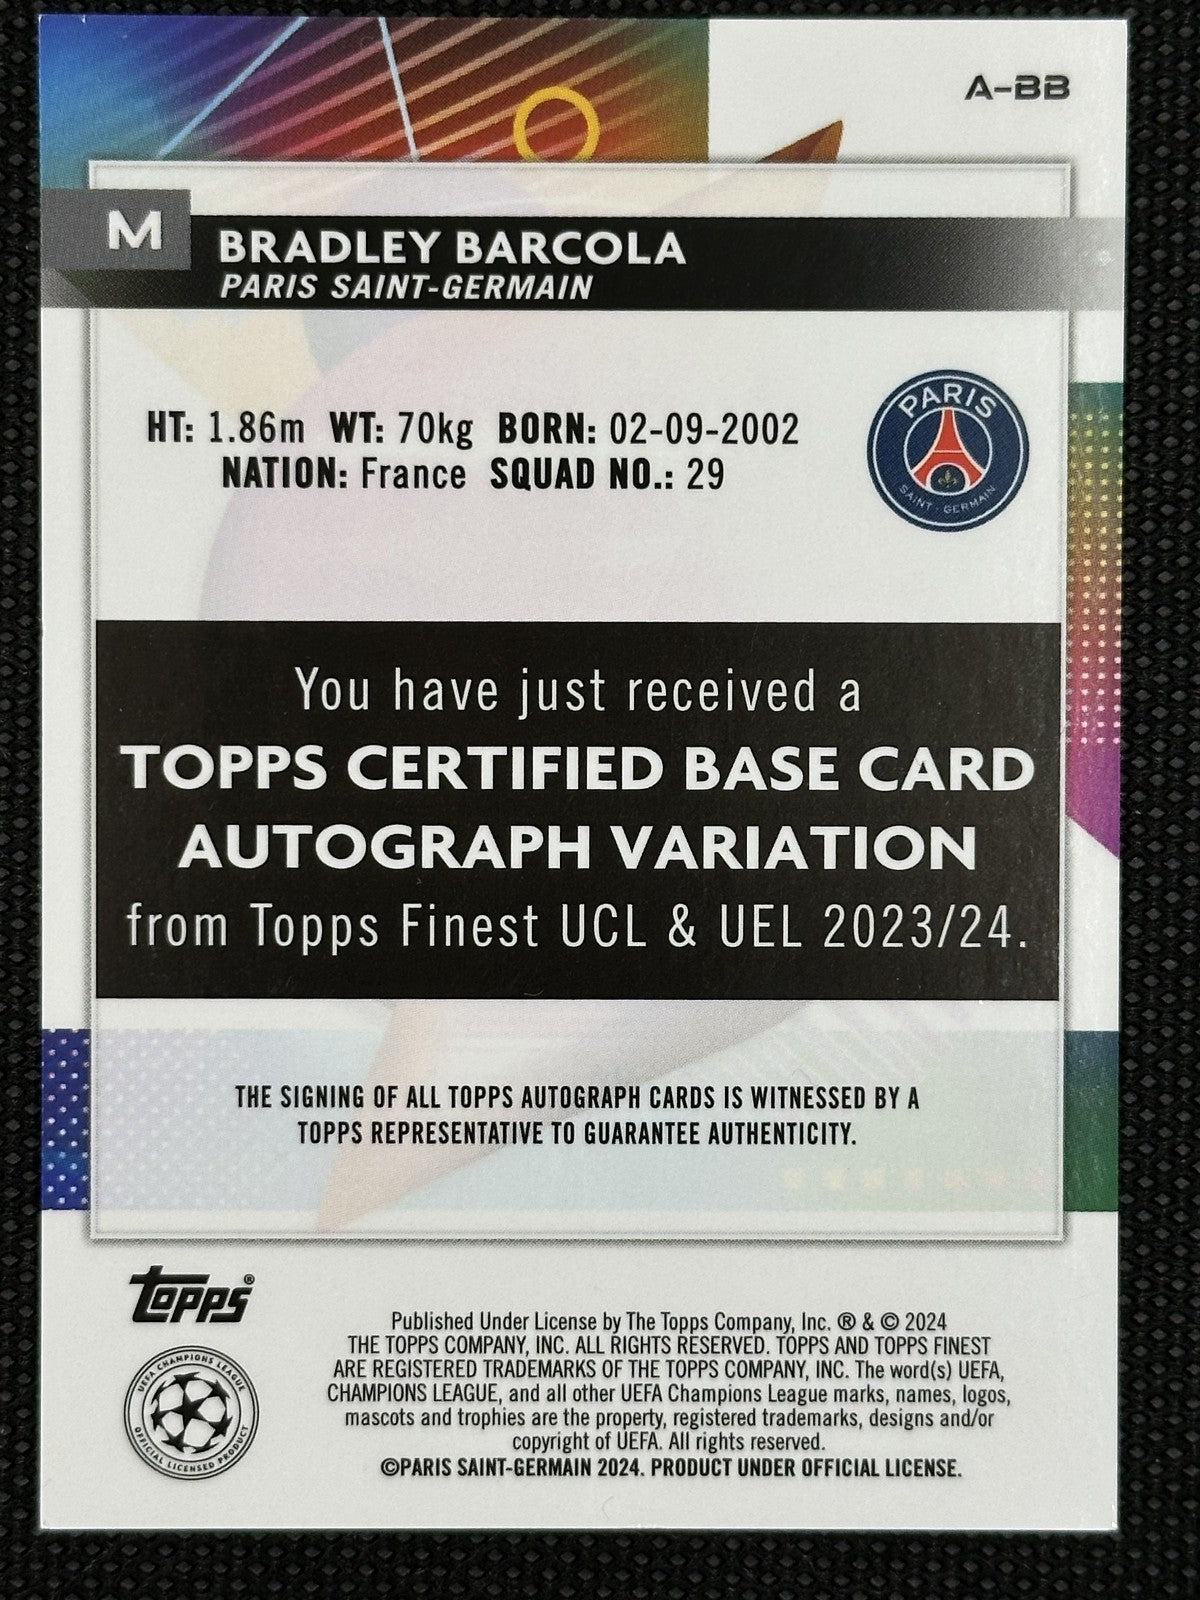 A-BB
M
BRADLEY BARCOLA
PARIS SAINT-GERMAIN
HT: 1.86m WT: 70kg BORN: 02-09-2002
NATION: France SQUAD NO.: 29
PARIS
SAINT-GERMAIN
You have just received a
TOPPS CERTIFIED BASE CARD
AUTOGRAPH VARIATION
from Topps Finest UCL & UEL 2023/24.
THE SIGNING OF ALL TOPPS AUTOGRAPH CARDS IS WITNESSED BY A
TOPPS REPRESENTATIVE TO GUARANTEE AUTHENTICITY.
Topps®
UEFA CHAMPIONS LEAGUE
OFFICIAL LICENSED PRODUCT
Published Under License by The Topps Company, Inc. ® & © 2024
THE TOPPS COMPANY, INC. ALL RIGHTS RESERVED. TOPPS AND TOPPS FINEST
ARE REGISTERED TRADEMARKS OF THE TOPPS COMPANY, INC. The word(s) UEFA,
CHAMPIONS LEAGUE, and all other UEFA Champions League marks, names, logos,
mascots and trophies are the property, registered trademarks, designs and/or
copyright of UEFA. All rights reserved.
©PARIS SAINT-GERMAIN 2024. PRODUCT UNDER OFFICIAL LICENSE.